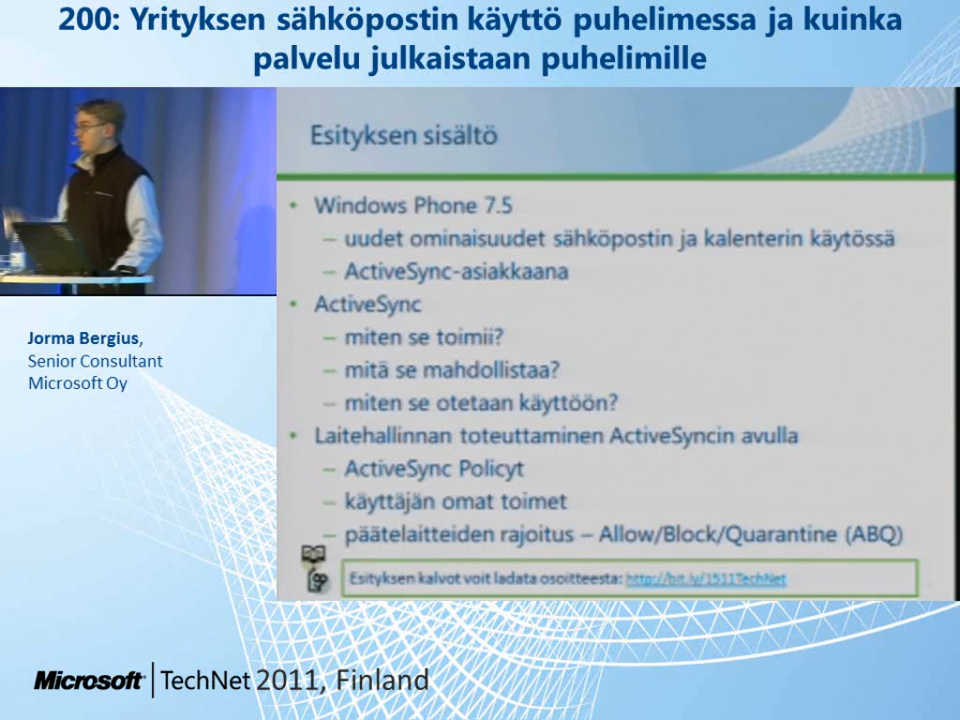 200: Yrityksen sähköpostin käyttö puhelimessa ja kuinka
palvelu julkaistaan puhelimille
Esityksen sisältö
• Windows Phone 7.5
– uudet ominaisuudet sähköpostin ja kalenterin käytössä
– ActiveSync-asiakkaana
• ActiveSync
– miten se toimii?
– mitä se mahdollistaa?
– miten se otetaan käyttöön?
• Laitehallinnan toteuttaminen ActiveSyncin avulla
– ActiveSync Policyt
– käyttäjän omat toimet
– päätelaitteiden rajoitus – Allow/Block/Quarantine (ABQ)
Esityksen kalvot voit ladata osoitteesta: http://bit.ly/1511TechNet
Jorma Bergius,
Senior Consultant
Microsoft Oy
Microsoft | TechNet 2011, Finland